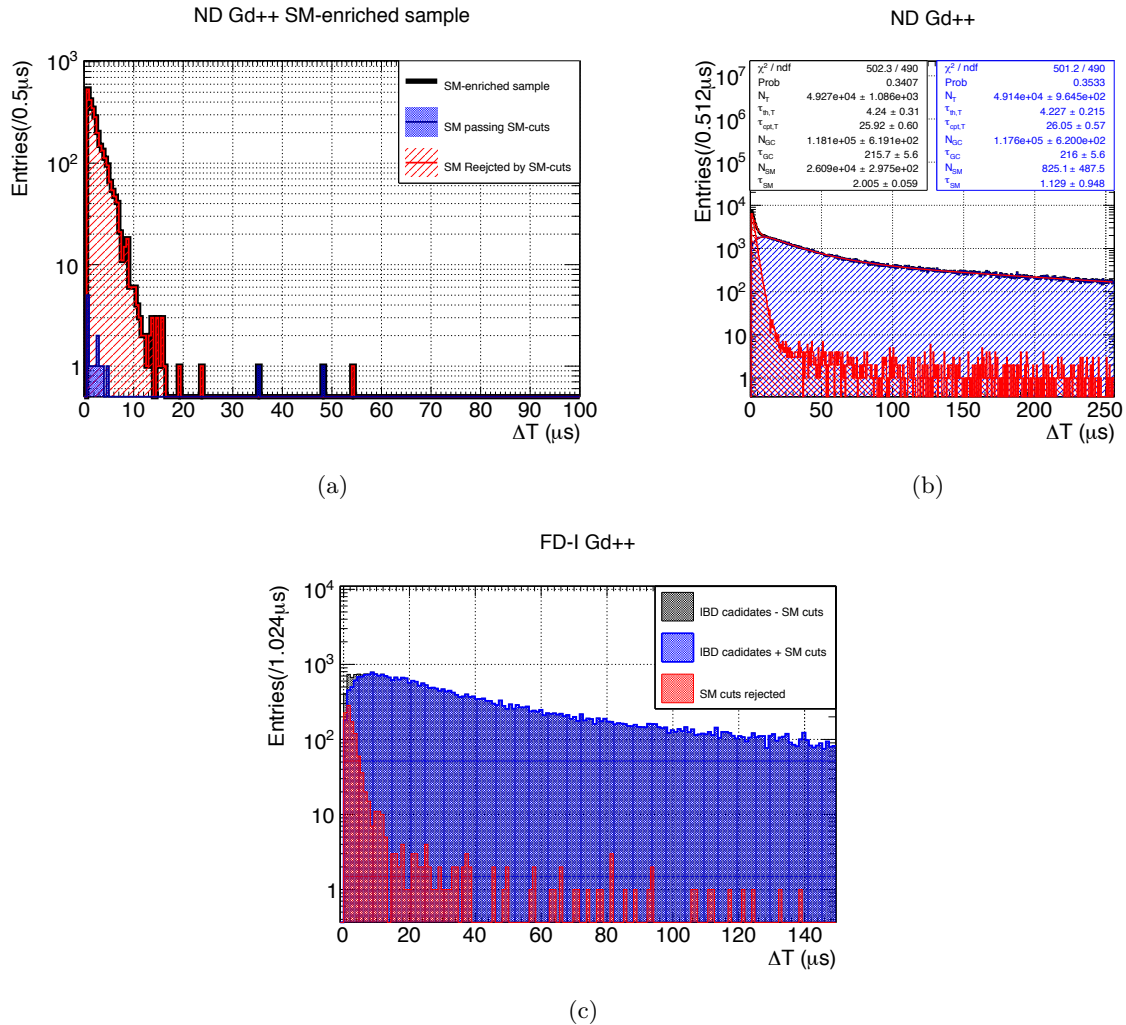 ND Gd++ SM-enriched sample
Entries(/0.5μs)
10³
10²
10
1
SM-enriched sample
SM passing SM-cuts
SM Reejcted by SM-cuts
0 10 20 30 40 50 60 70 80 90 100
ΔT (μs)
(a)
ND Gd++
Entries(/0.512μs)
10⁷
10⁶
10⁵
10⁴
10³
10²
10
1
χ² / ndf 502.3 / 490
Prob 0.3407
N_T 4.927e+04 ± 1.086e+03
τ_th,T 4.24 ± 0.31
τ_cpt,T 25.92 ± 0.60
N_GC 1.181e+05 ± 6.191e+02
τ_GC 215.7 ± 5.6
N_SM 2.609e+04 ± 2.975e+02
τ_SM 2.005 ± 0.059
χ² / ndf 501.2 / 490
Prob 0.3533
N_T 4.914e+04 ± 9.645e+02
τ_th,T 4.227 ± 0.215
τ_cpt,T 26.05 ± 0.57
N_GC 1.176e+05 ± 6.200e+02
τ_GC 216 ± 5.6
N_SM 825.1 ± 487.5
τ_SM 1.129 ± 0.948
0 50 100 150 200 250
ΔT (μs)
(b)
FD-I Gd++
Entries(/1.024μs)
10⁴
10³
10²
10
1
IBD cadidates - SM cuts
IBD cadidates + SM cuts
SM cuts rejected
0 20 40 60 80 100 120 140
ΔT (μs)
(c)